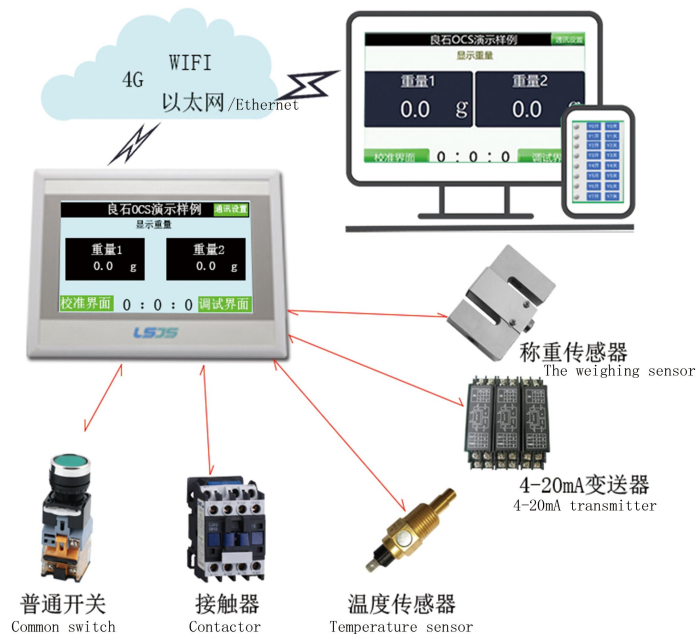 WIFI
4G
以太网/Ethernet
良石OCS演示样例 通讯设置
显示重量
重量1 重量2
0.0 g 0.0 g
校准界面 0 : 0 : 0 调试界
良石OCS演示样例 通讯设置
显示重量
重量1 重量2
0.0 g 0.0 g
校准界面 0 : 0 : 0 调试界面
LSJS
称重传感器
The weighing sensor
4-20mA变送器
4-20mA transmitter
普通开关
Common switch
接触器
Contactor
温度传感器
Temperature sensor